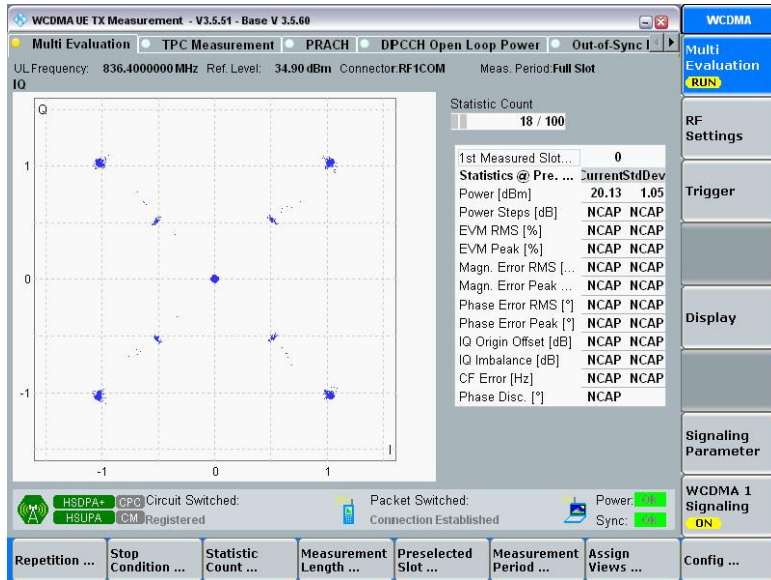 WCDMA UE TX Measurement - V3.5.51 - Base V 3.5.60
WCDMA
Multi Evaluation TPC Measurement PRACH DPCCH Open Loop Power Out-of-Sync
UL Frequency: 836.4000000 MHz Ref. Level: 34.90 dBm Connector:RF1COM Meas. Period:Full Slot
IQ
Q
1
0
-1
-1 0 1
I
Statistic Count
18 / 100
1st Measured Slot... 0
Statistics @ Pre. ... Current StdDev
Power [dBm] 20.13 1.05
Power Steps [dB] NCAP NCAP
EVM RMS [%] NCAP NCAP
EVM Peak [%] NCAP NCAP
Magn. Error RMS [... NCAP NCAP
Magn. Error Peak ... NCAP NCAP
Phase Error RMS [°] NCAP NCAP
Phase Error Peak [°] NCAP NCAP
IQ Origin Offset [dB] NCAP NCAP
IQ Imbalance [dB] NCAP NCAP
CF Error [Hz] NCAP NCAP
Phase Disc. [°] NCAP
Multi
Evaluation
RUN
RF
Settings
Trigger
Display
Signaling
Parameter
WCDMA 1
Signaling
ON
HSDPA+ CPC Circuit Switched: Packet Switched: Power: OK
HSUPA CM Registered Connection Established Sync: OK
Repetition ...
Stop
Condition ...
Statistic
Count ...
Measurement
Length ...
Preselected
Slot ...
Measurement
Period ...
Assign
Views ...
Config ...